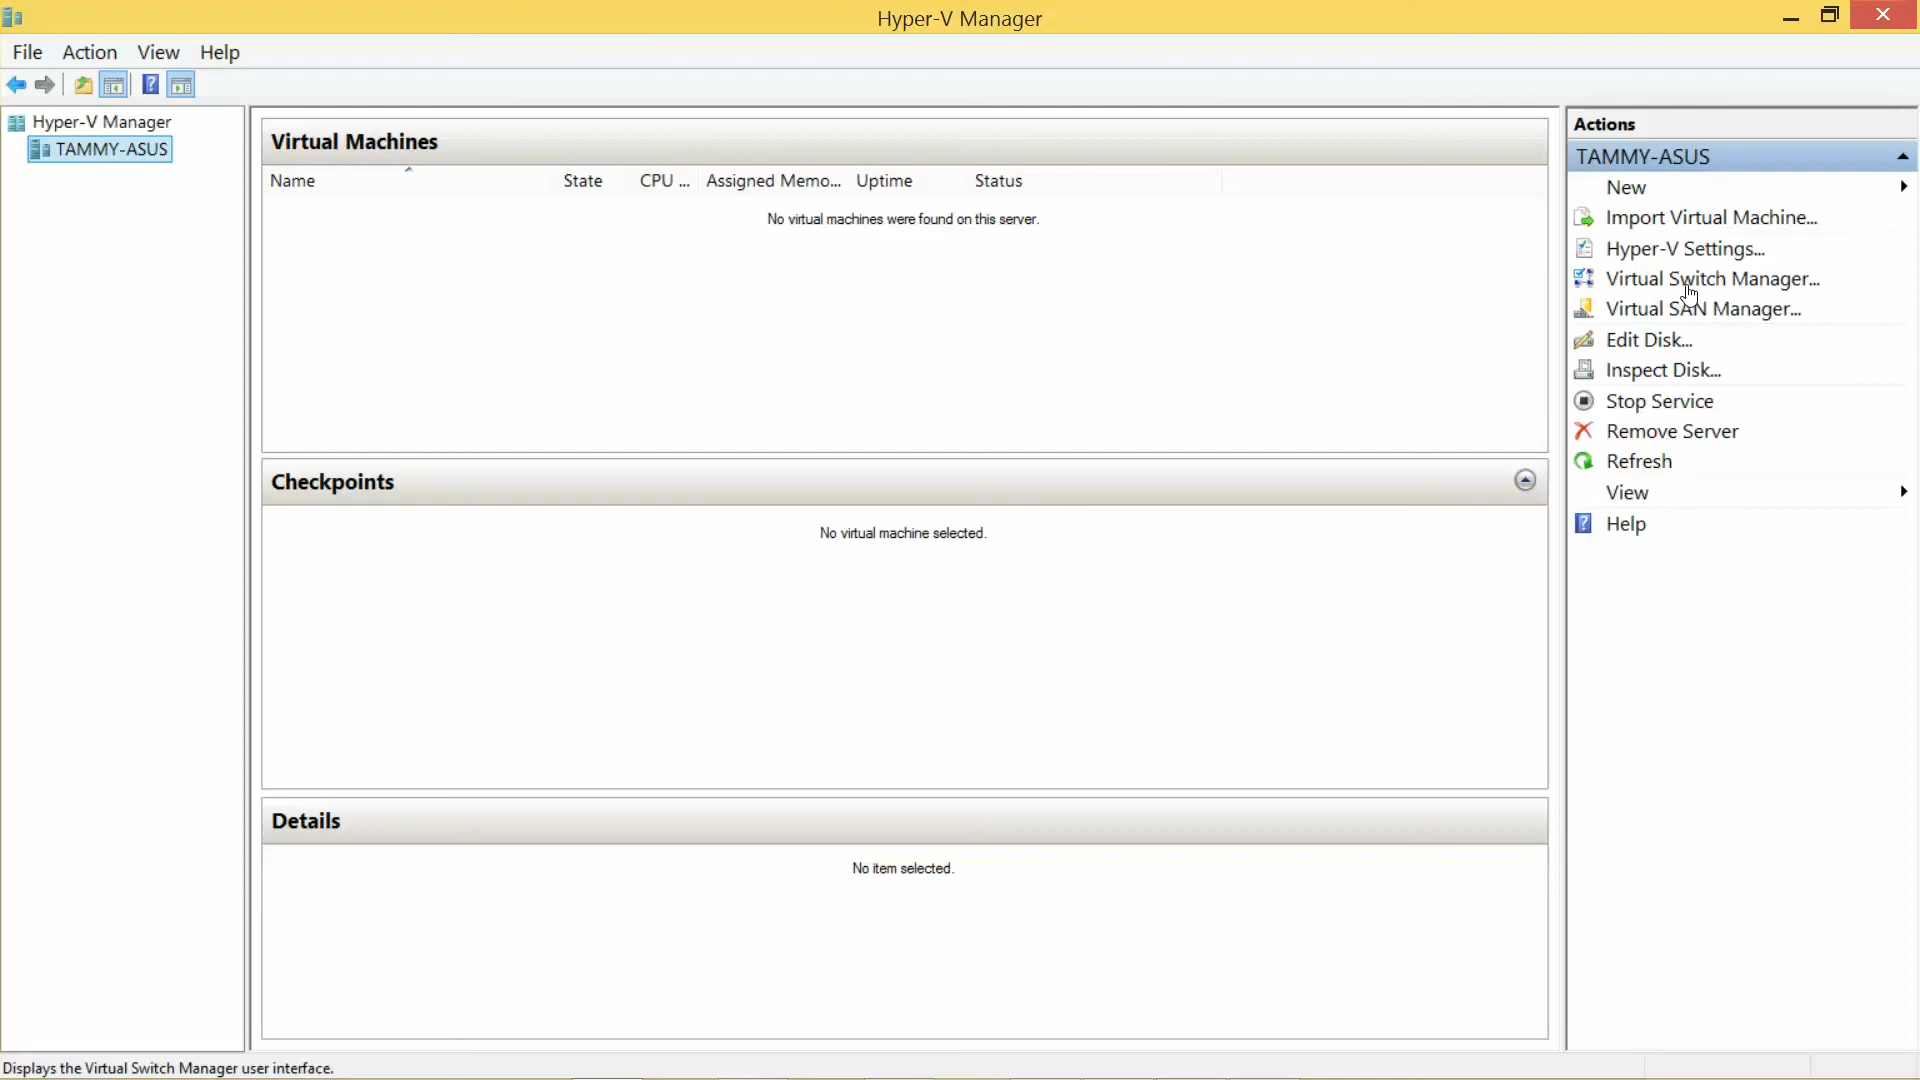 Hyper-V Manager
File Action View Help
Hyper-V Manager
TAMMY-ASUS
Virtual Machines
Name State CPU ... Assigned Memo... Uptime Status
No virtual machines were found on this server.
Checkpoints
No virtual machine selected.
Details
No item selected.
Actions
TAMMY-ASUS
New
Import Virtual Machine...
Hyper-V Settings...
Virtual Switch Manager...
Virtual SAN Manager...
Edit Disk...
Inspect Disk...
Stop Service
Remove Server
Refresh
View
Help
Displays the Virtual Switch Manager user interface.